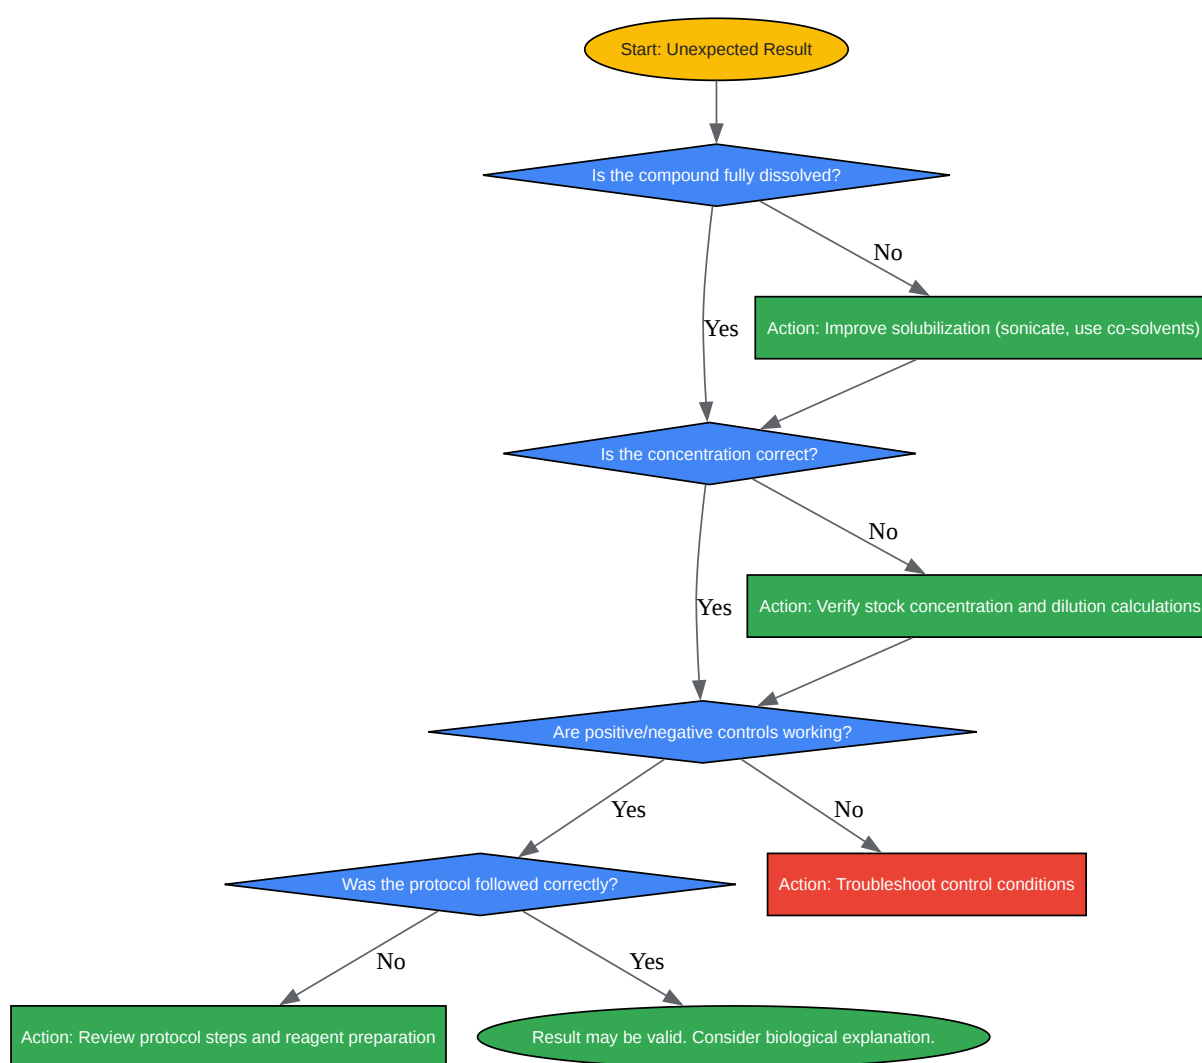 Start: Unexpected Result
Is the compound fully dissolved?
No
Action: Improve solubilization (sonicate, use co-solvents)
Yes
Is the concentration correct?
No
Action: Verify stock concentration and dilution calculations
Yes
Are positive/negative controls working?
Yes
No
Was the protocol followed correctly?
Action: Troubleshoot control conditions
No
Yes
Action: Review protocol steps and reagent preparation
Result may be valid. Consider biological explanation.